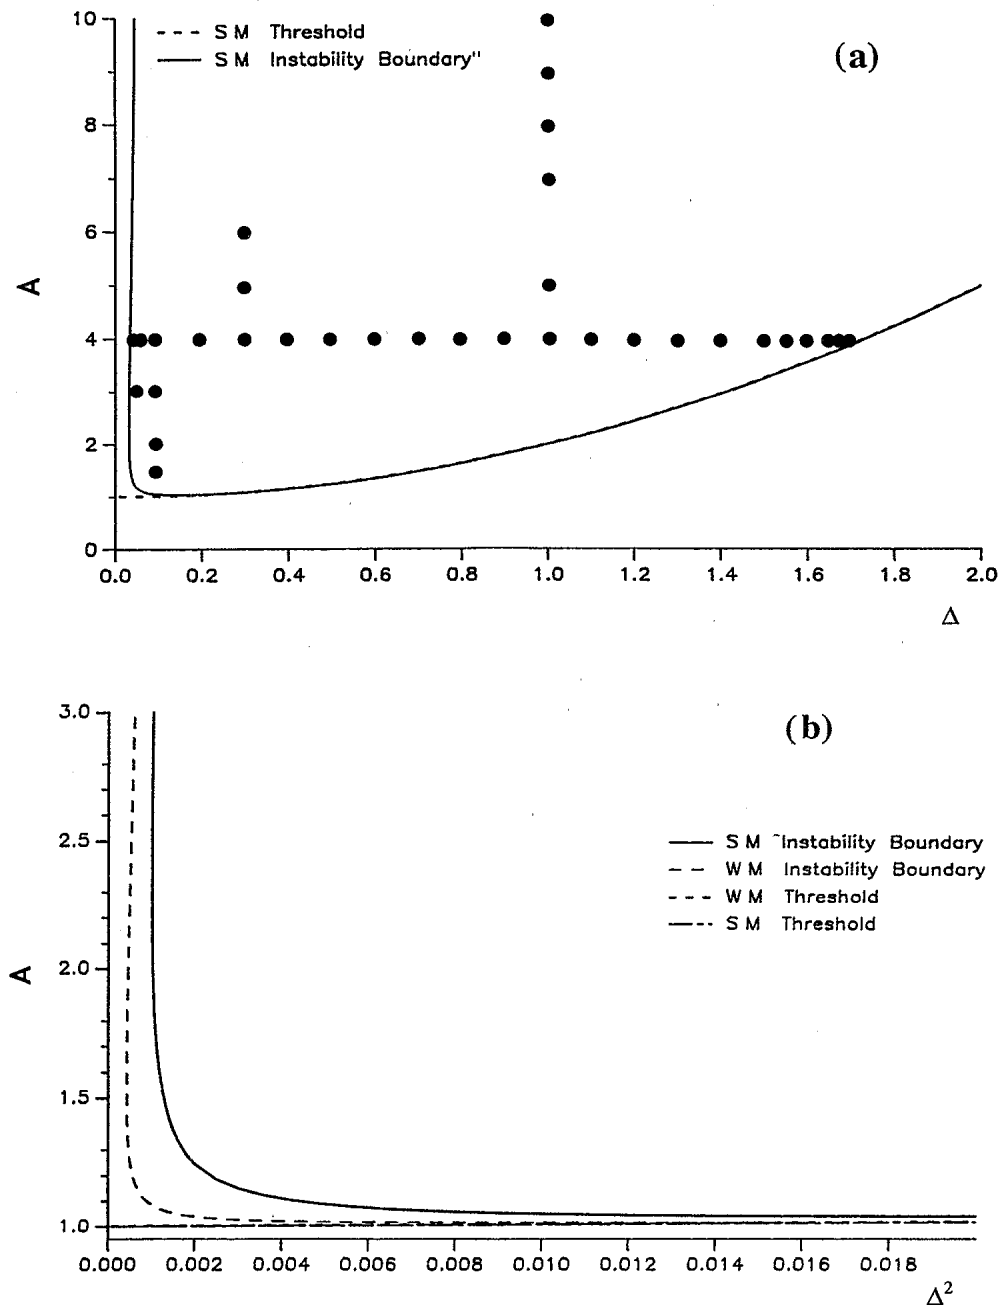 10
8
6
4
2
0
A
S M Threshold
S M Instability Boundary"
(a)
0.0 0.2 0.4 0.6 0.8 1.0 1.2 1.4 1.6 1.8 2.0
Δ
3.0
2.5
2.0
1.5
1.0
A
(b)
S M Instability Boundary
W M Instability Boundary
W M Threshold
S M Threshold
0.000 0.002 0.004 0.006 0.008 0.010 0.012 0.014 0.016 0.018
Δ²